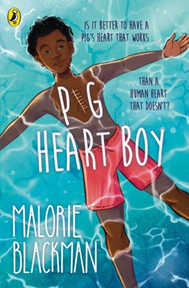 IS IT BETTER TO HAVE A
PIG'S HEART THAT WORKS...
THAN A
HUMAN HEART
THAT DOESN'T?
PIG
HEART BOY
MALORIE
BLACKMAN